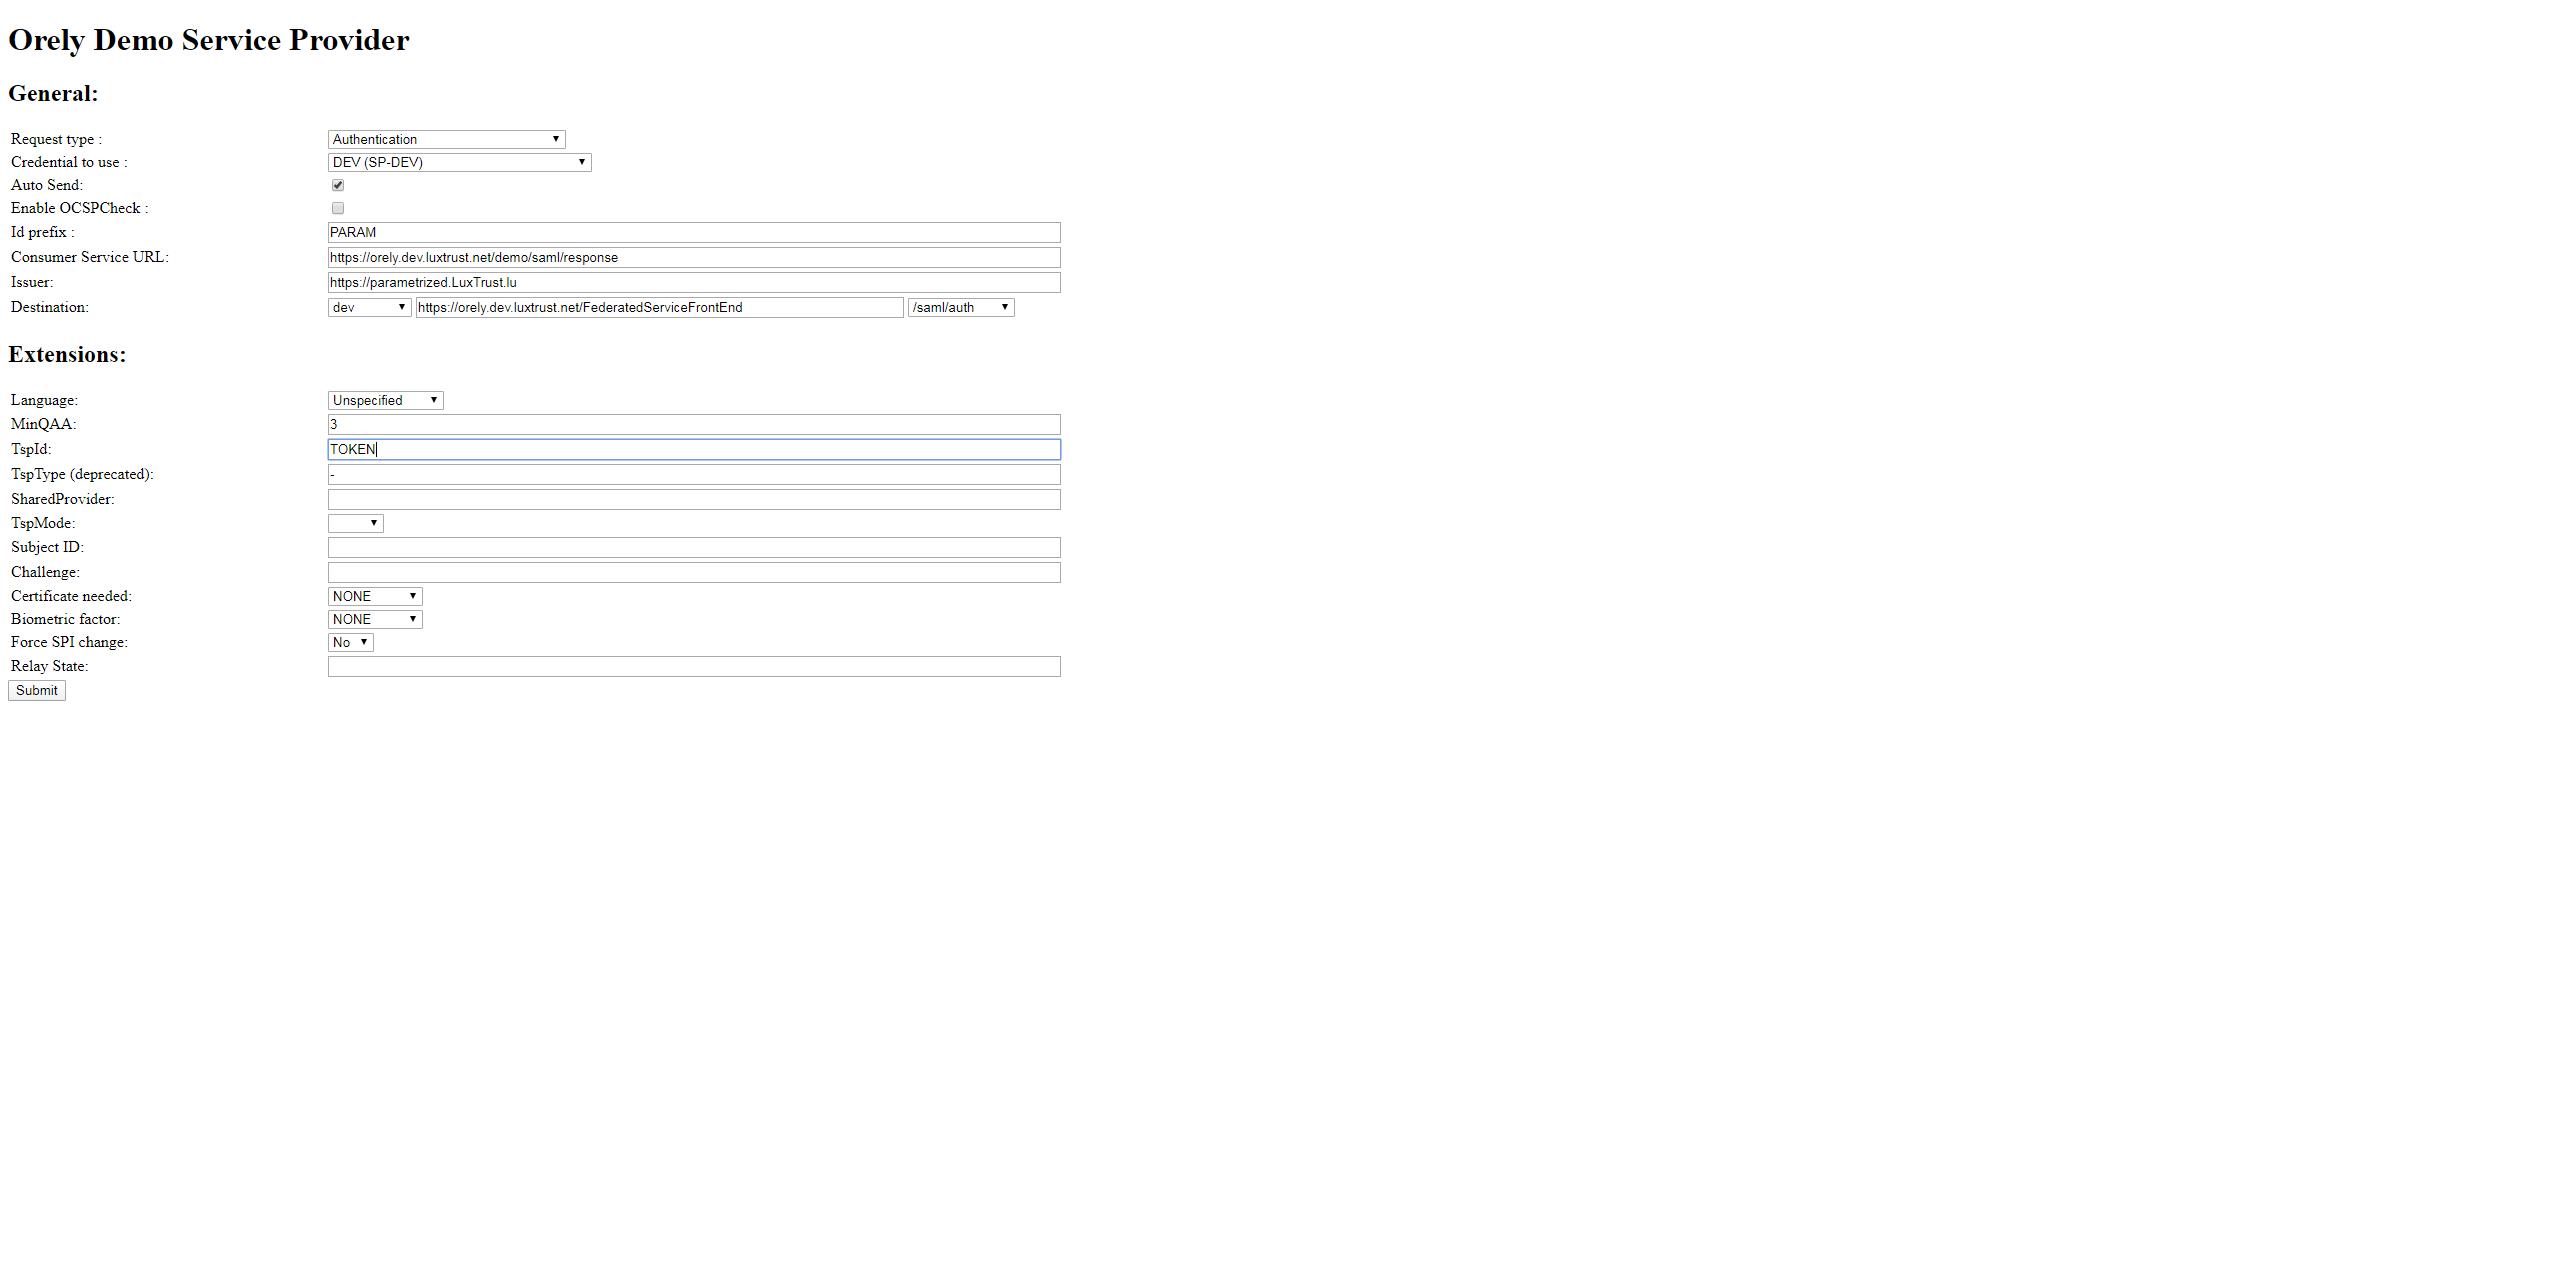 Orely Demo Service Provider
General:
Request type : Authentication
Credential to use : DEV (SP-DEV)
Auto Send:
Enable OCSPCheck :
Id prefix : PARAM
Consumer Service URL: https://orely.dev.luxtrust.net/demo/saml/response
Issuer: https://parametrized.LuxTrust.lu
Destination: dev https://orely.dev.luxtrust.net/FederatedServiceFrontEnd /saml/auth
Extensions:
Language: Unspecified
MinQAA: 3
TspId: TOKEN
TspType (deprecated): -
SharedProvider:
TspMode:
Subject ID:
Challenge:
Certificate needed: NONE
Biometric factor: NONE
Force SPI change: No
Relay State:
Submit